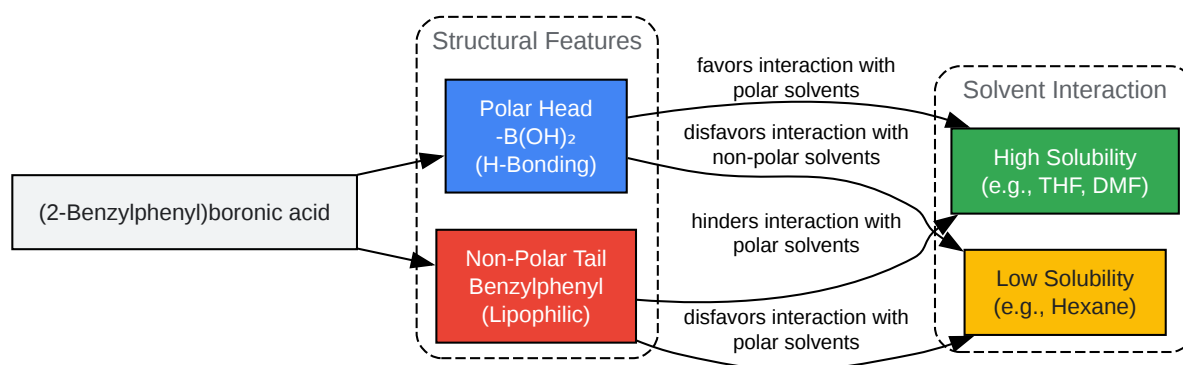 Structural Features
Polar Head
-B(OH)₂
(H-Bonding)
(2-Benzylphenyl)boronic acid
Non-Polar Tail
Benzylphenyl
(Lipophilic)
favors interaction with
polar solvents
disfavors interaction with
non-polar solvents
hinders interaction with
polar solvents
disfavors interaction with
polar solvents
Solvent Interaction
High Solubility
(e.g., THF, DMF)
Low Solubility
(e.g., Hexane)